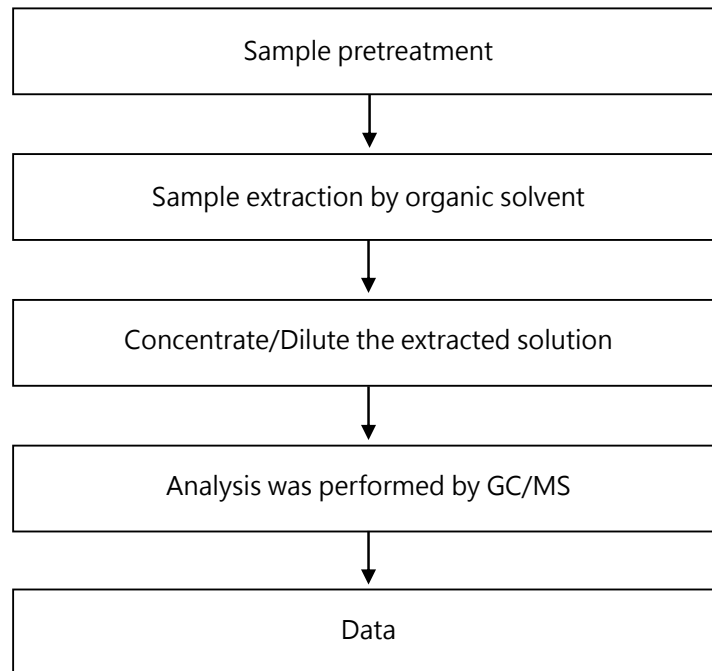 Sample pretreatment
Sample extraction by organic solvent
Concentrate/Dilute the extracted solution
Analysis was performed by GC/MS
Data